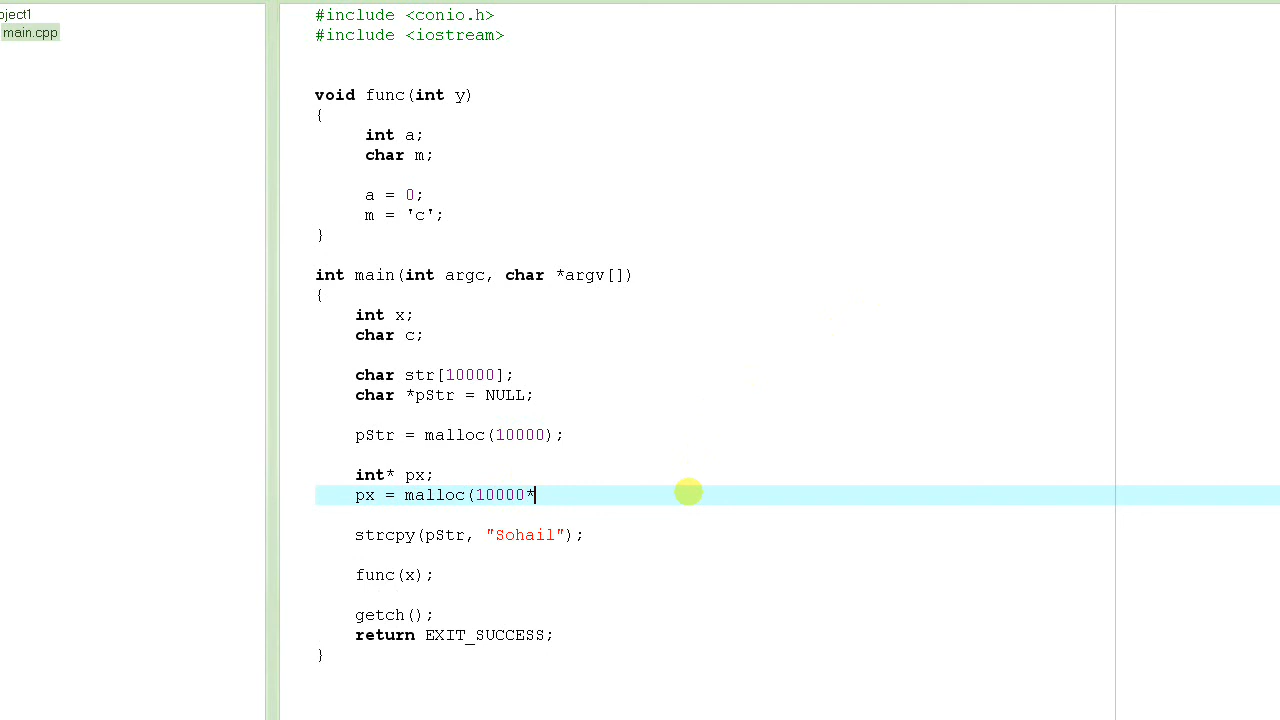 oject1
main.cpp
#include <conio.h>
#include <iostream>
void func(int y)
{
int a;
char m;
a = 0;
m = 'c';
}
int main(int argc, char *argv[])
{
int x;
char c;
char str[10000];
char *pStr = NULL;
pStr = malloc(10000);
int* px;
px = malloc(10000*
strcpy(pStr, "Sohail");
func(x);
getch();
return EXIT_SUCCESS;
}